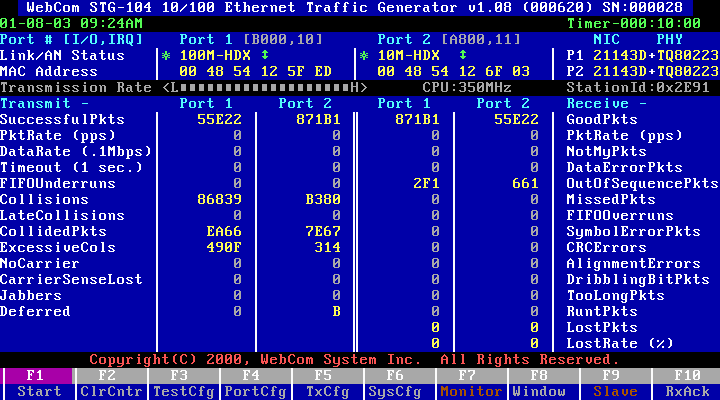 WebCom STG-104 10/100 Ethernet Traffic Generator v1.08 (000620) SN:000028
01-08-03 09:24AM Timer-000:10:00
Port # [I/O,IRQ] Port 1 [B000,10] Port 2 [A800,11] NIC PHY
Link/AN Status * 100M-HDX ↕ * 10M-HDX ↕ P1 21143D+TQ80223
MAC Address 00 48 54 12 5F ED 00 48 54 12 6F 03 P2 21143D+TQ80223
Transmission Rate <L■■■■■■■■■■■■■■■■■■■■H> CPU:350MHz StationId:0x2E91
Transmit - Port 1 Port 2 Port 1 Port 2 Receive -
SuccessfulPkts 55E22 871B1 871B1 55E22 GoodPkts
PktRate (pps) 0 0 0 0 PktRate (pps)
DataRate (.1Mbps) 0 0 0 0 NotMyPkts
Timeout (1 sec.) 0 0 0 0 DataErrorPkts
FIFOUnderruns 0 0 2F1 661 OutOfSequencePkts
Collisions 86839 B380 0 0 MissedPkts
LateCollisions 0 0 0 0 FIFOOverruns
CollidedPkts EA66 7E67 0 0 SymbolErrorPkts
ExcessiveCols 490F 314 0 0 CRCErrors
NoCarrier 0 0 0 0 AlignmentErrors
CarrierSenseLost 0 0 0 0 DribblingBitPkts
Jabbers 0 0 0 0 TooLongPkts
Deferred 0 B 0 0 RuntPkts
0 0 LostPkts
0 0 LostRate (%)
Copyright(C) 2000, WebCom System Inc. All Rights Reserved.
F1 F2 F3 F4 F5 F6 F7 F8 F9 F10
Start ClrCntr TestCfg PortCfg TxCfg SysCfg Monitor Window Slave RxAck